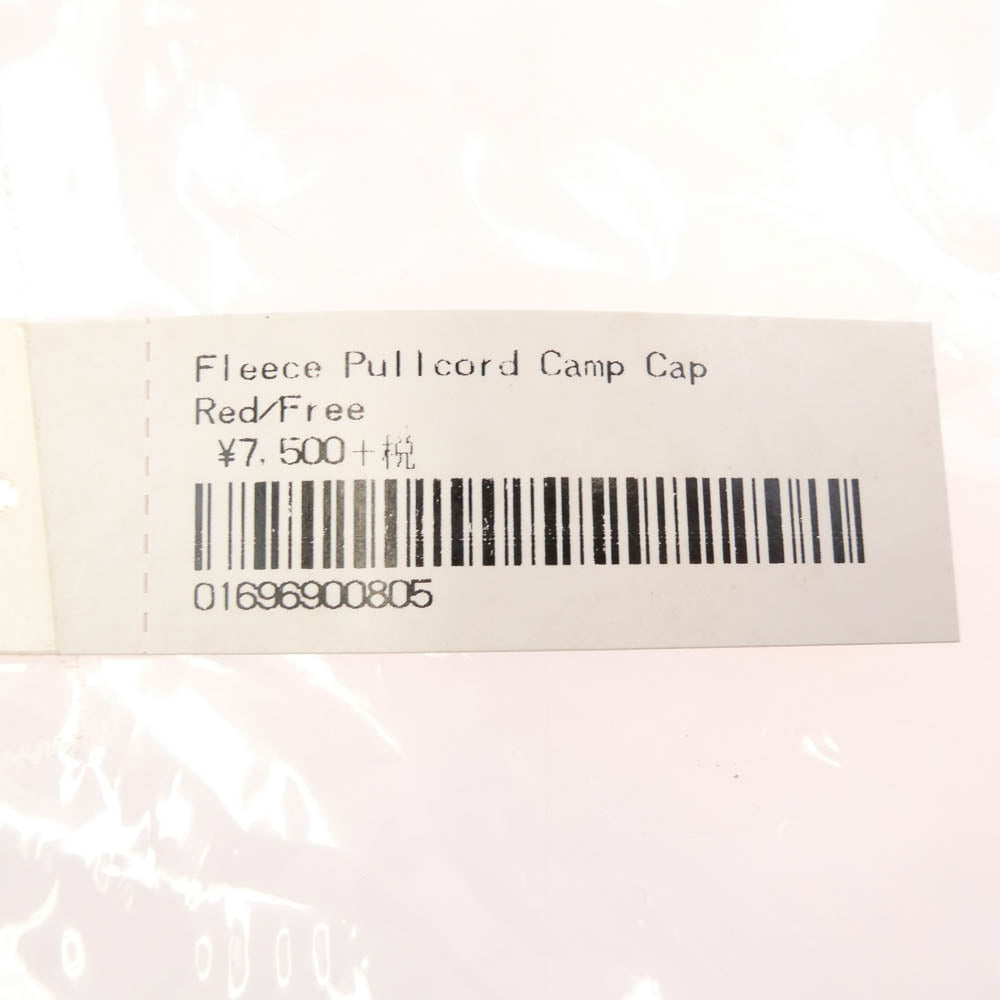 Fleece Pullcord Camp Cap
Red/Free
¥7,500+税
01696900805